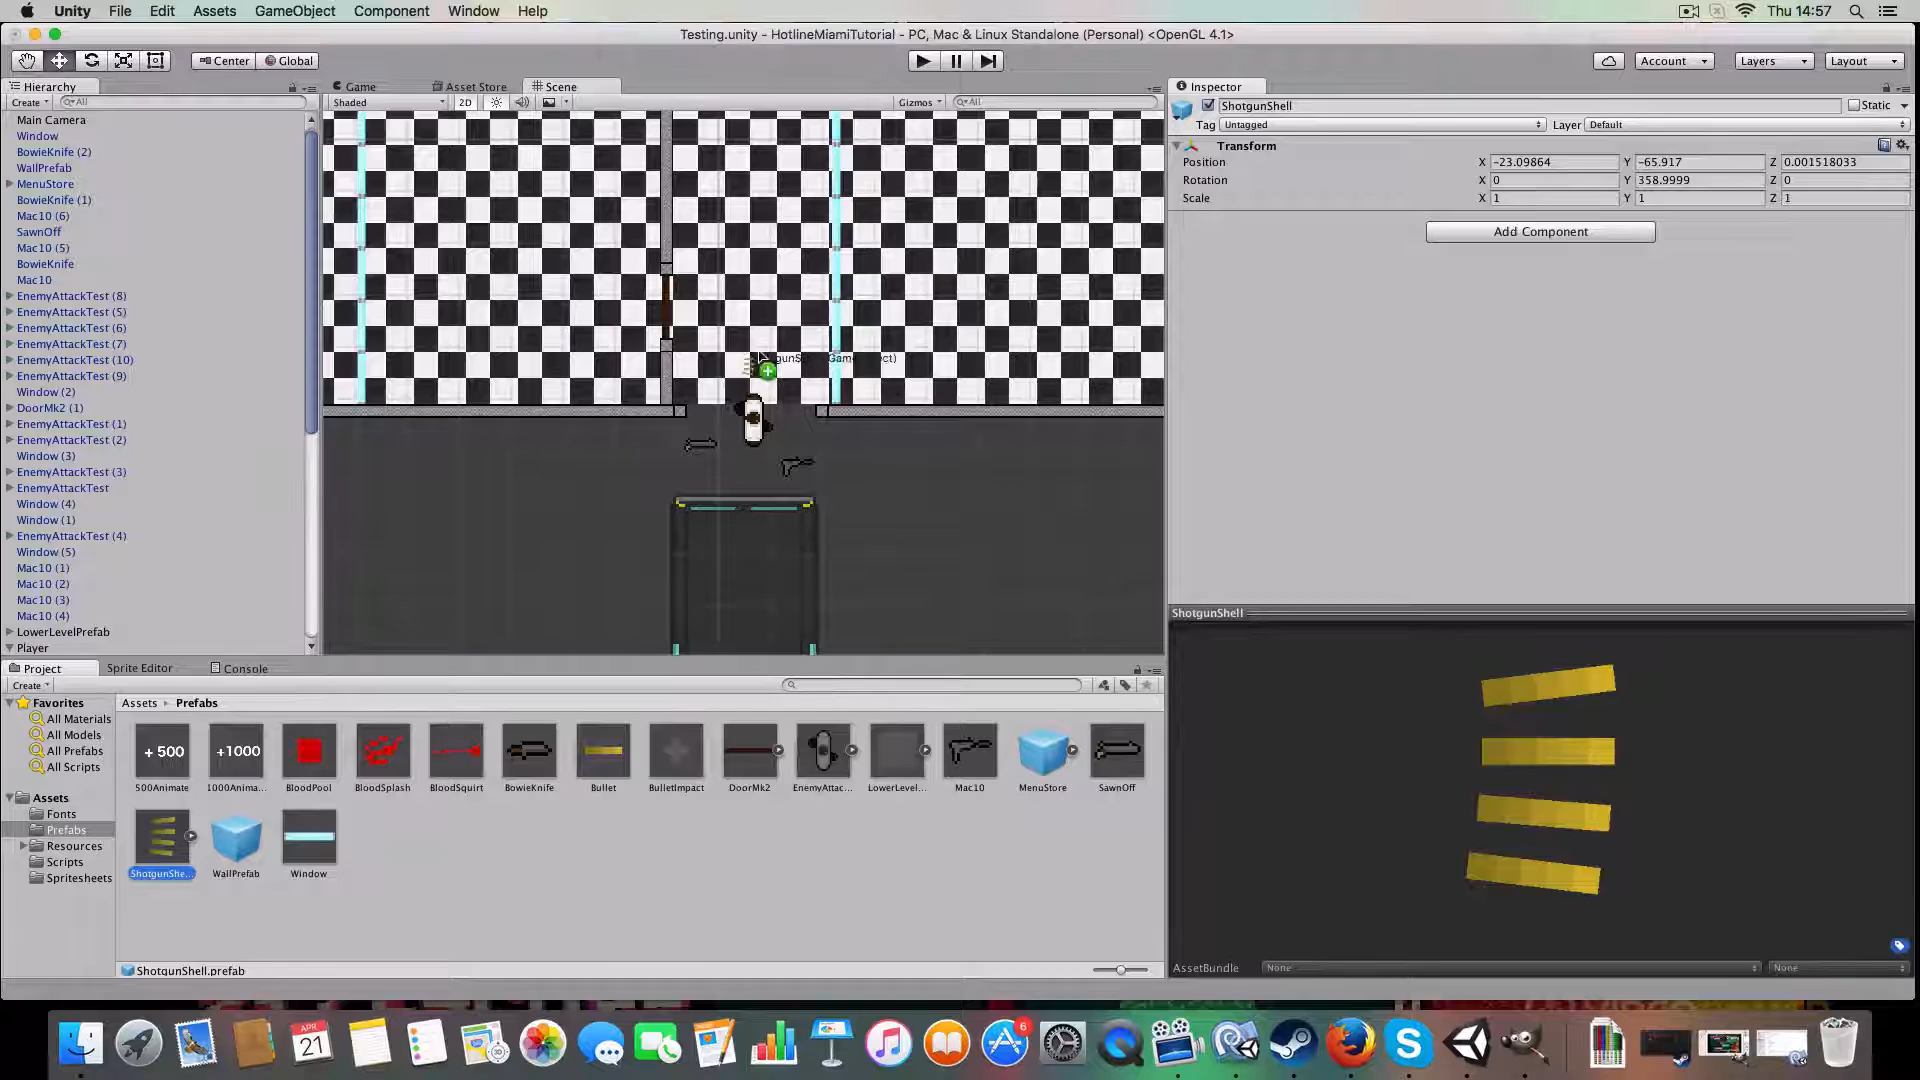 Unity File Edit Assets GameObject Component Window Help Thu 14:57
Testing.unity - HotlineMiamiTutorial - PC, Mac & Linux Standalone (Personal) <OpenGL 4.1>
Center Global Account Layers Layout
Hierarchy
Create All
Main Camera
Window
BowieKnife (2)
WallPrefab
MenuStore
BowieKnife (1)
Mac10 (6)
SawnOff
Mac10 (5)
BowieKnife
Mac10
EnemyAttackTest (8)
EnemyAttackTest (5)
EnemyAttackTest (6)
EnemyAttackTest (7)
EnemyAttackTest (10)
EnemyAttackTest (9)
Window (2)
DoorMk2 (1)
EnemyAttackTest (1)
EnemyAttackTest (2)
Window (3)
EnemyAttackTest (3)
EnemyAttackTest
Window (4)
Window (1)
EnemyAttackTest (4)
Window (5)
Mac10 (1)
Mac10 (2)
Mac10 (3)
Mac10 (4)
LowerLevelPrefab
Player
Game Asset Store Scene
Shaded 2D Gizmos All
Inspector
ShotgunShell Static
Tag Untagged Layer Default
Transform
Position X -23.09864 Y -65.917 Z 0.001518033
Rotation X 0 Y 358.9999 Z 0
Scale X 1 Y 1 Z 1
Add Component
ShotgunShell
AssetBundle None None
Project Sprite Editor Console
Create
Favorites
All Materials
All Models
All Prefabs
All Scripts
Assets
Fonts
Prefabs
Resources
Scripts
Spritesheets
Assets Prefabs
+ 500 +1000
500Animate 1000Anima... BloodPool BloodSplash BloodSquirt BowieKnife Bullet BulletImpact DoorMk2 EnemyAttac... LowerLevel... Mac10 MenuStore SawnOff
ShotgunShe... WallPrefab Window
ShotgunShell.prefab
APR
21
6